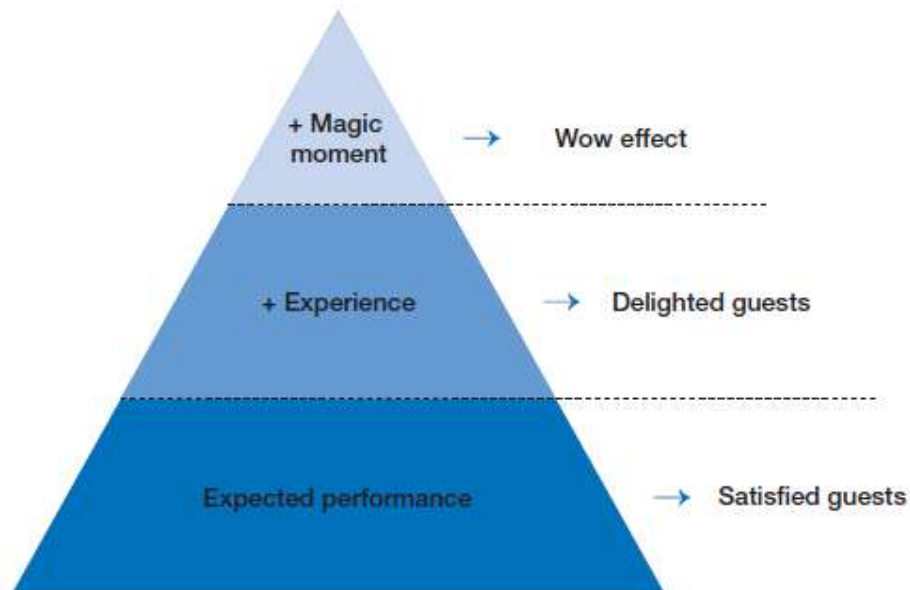 + Magic
moment
→ Wow effect
+ Experience → Delighted guests
Expected performance → Satisfied guests